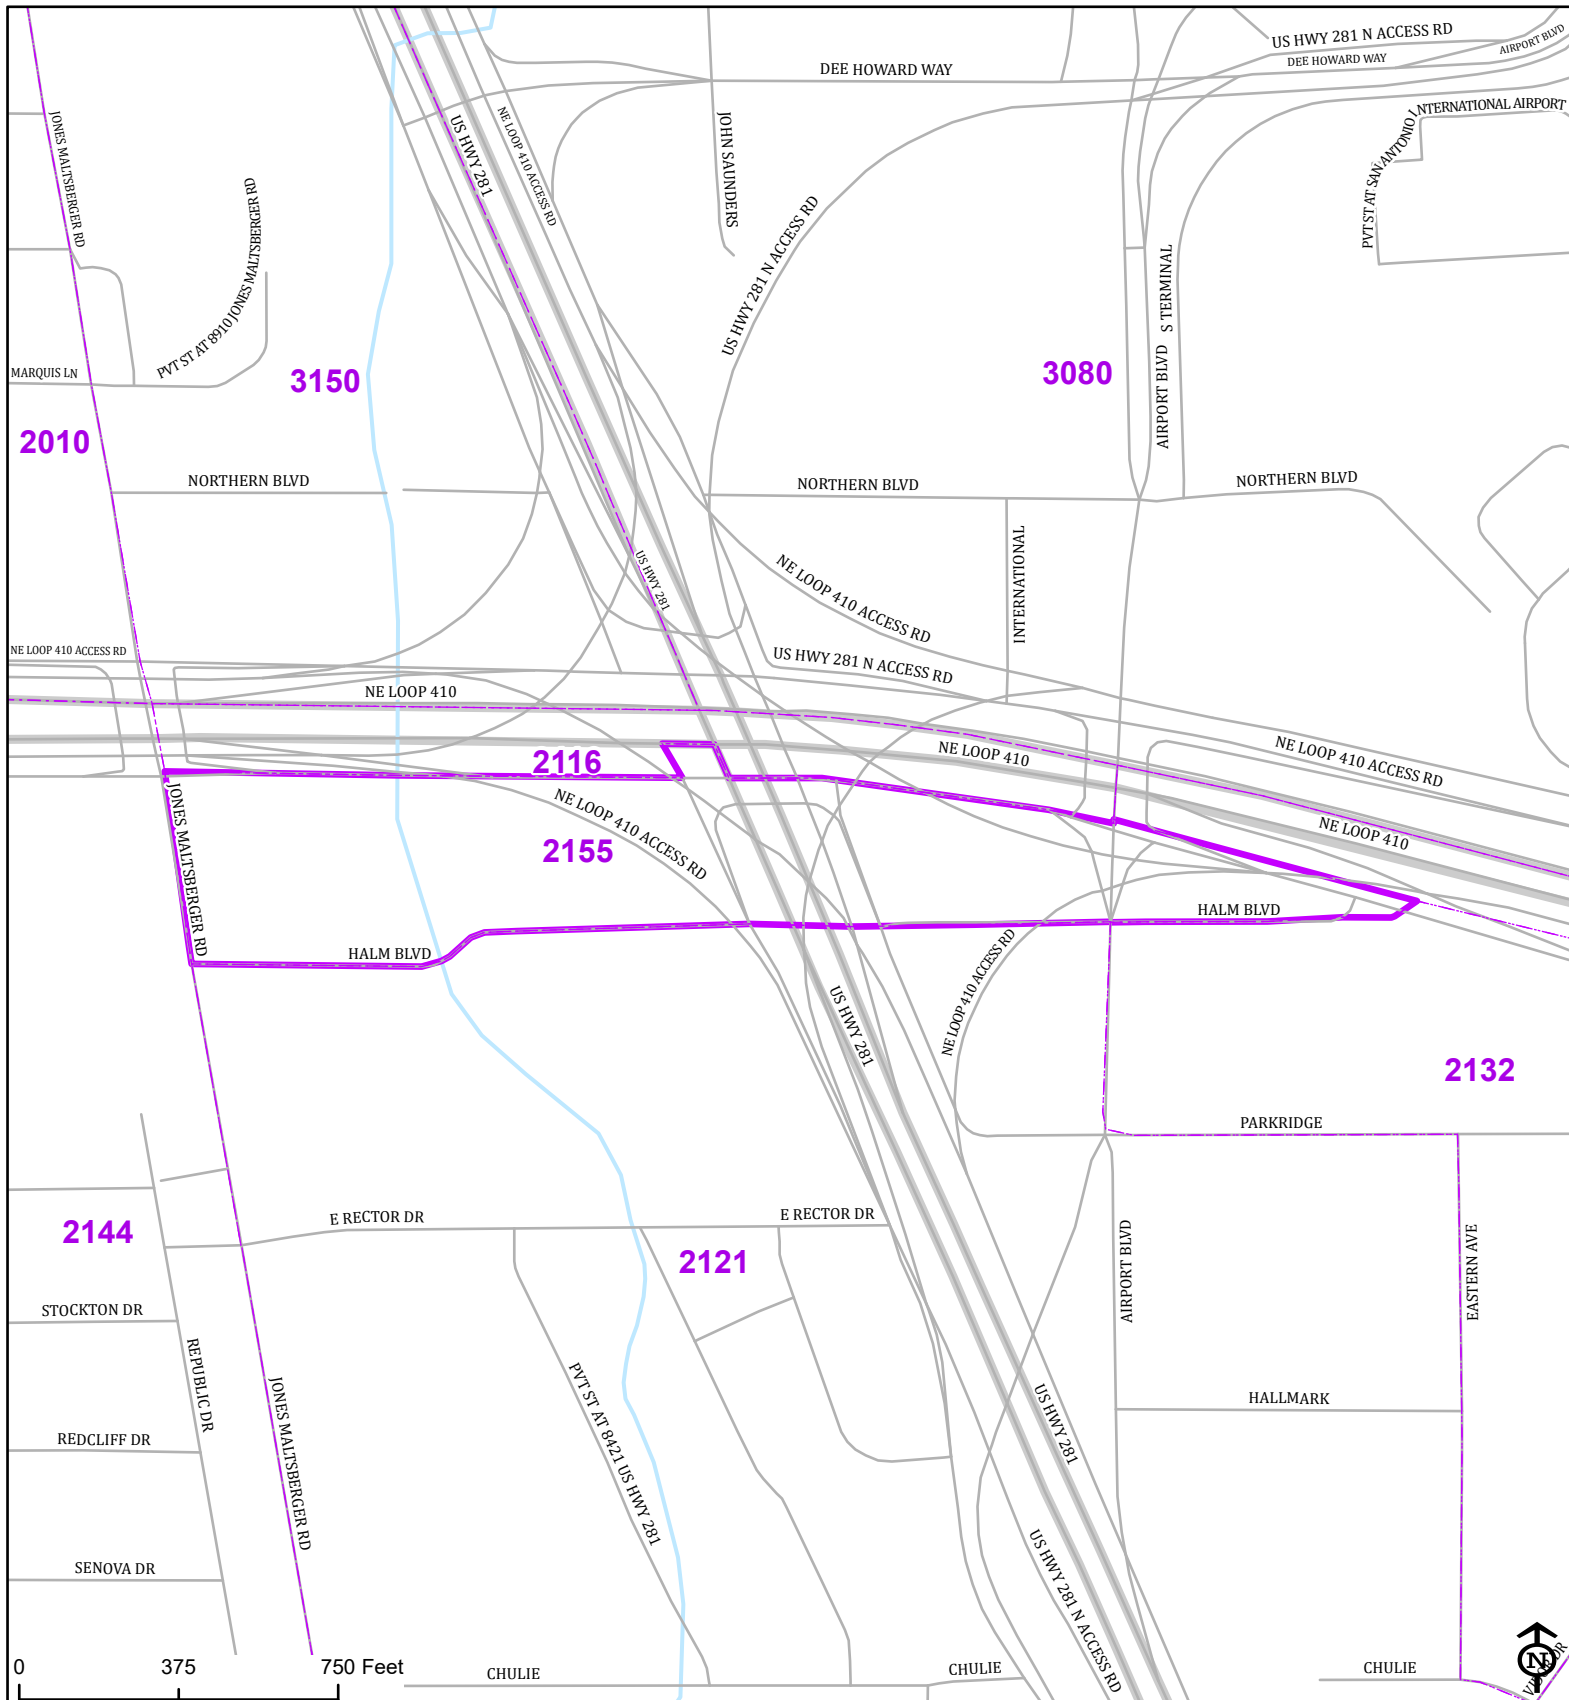 US HWY 281 N ACCESS RD
AIRPORT BLVD
DEE HOWARD WAY
DEE HOWARD WAY
JONES MALTSBERGER RD
US HWY 281
NE LOOP 410 ACCESS RD
JOHN SAUNDERS
PVT ST AT SAN ANTONIO INTERNATIONAL AIRPORT
PVT ST AT 8910 JONES MALTSBERGER RD
US HWY 281 N ACCESS RD
AIRPORT BLVD S TERMINAL
MARQUIS LN
3150
3080
2010
NORTHERN BLVD
NORTHERN BLVD
NORTHERN BLVD
US HWY 281
NE LOOP 410 ACCESS RD
INTERNATIONAL
NE LOOP 410 ACCESS RD
US HWY 281 N ACCESS RD
NE LOOP 410
NE LOOP 410
NE LOOP 410 ACCESS RD
2116
NE LOOP 410 ACCESS RD
NE LOOP 410
JONES MALTSBERGER RD
2155
HALM BLVD
HALM BLVD
NE LOOP 410 ACCESS RD
US HWY 281
2132
PARKRIDGE
E RECTOR DR
E RECTOR DR
2144
2121
AIRPORT BLVD
EASTERN AVE
STOCKTON DR
REPUBLIC DR
JONES MALTSBERGER RD
PVT ST AT 8421 US HWY 281
US HWY 281
HALLMARK
REDCLIFF DR
SENOVA DR
US HWY 281 N ACCESS RD
CHULIE
CHULIE
CHULIE
N
0 375 750 Feet